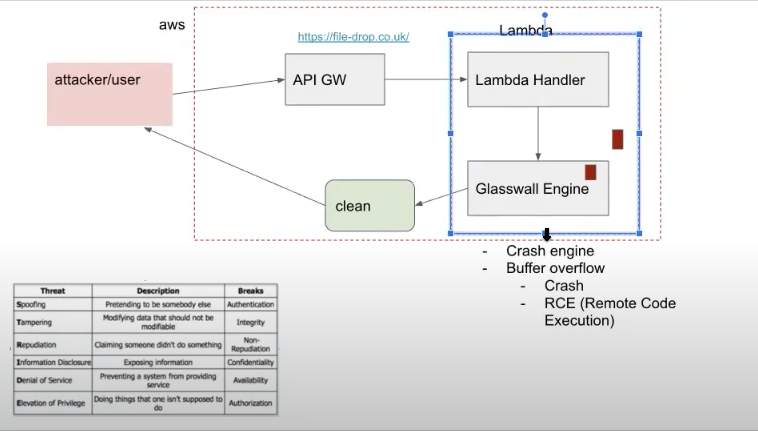 aws
https://file-drop.co.uk/
Lambda
attacker/user
API GW
Lambda Handler
Glasswall Engine
clean
- Crash engine
- Buffer overflow
- Crash
- RCE (Remote Code
Execution)
Threat Description Breaks
Spoofing Pretending to be somebody else Authentication
Tampering Modifying data that should not be
modifiable Integrity
Repudiation Claiming someone didn't do something Non-
Repudiation
Information Disclosure Exposing information Confidentiality
Denial of Service Preventing a system from providing
service Availability
Elevation of Privilege Doing things that one isn't supposed to
do Authorization